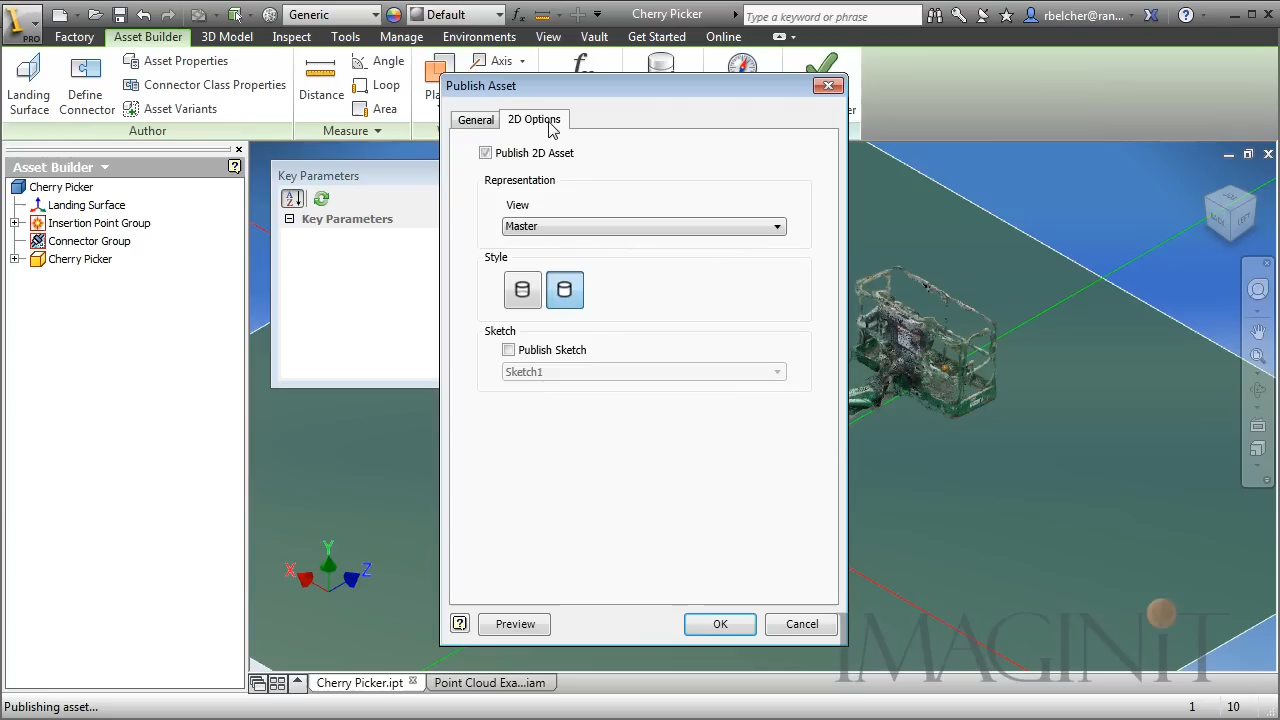 Generic
Default
Cherry Picker
Type a keyword or phrase
rbelcher@ran...
PRO
Factory
Asset Builder
3D Model
Inspect
Tools
Manage
Environments
View
Vault
Get Started
Online
Landing
Surface
Define
Connector
Asset Properties
Connector Class Properties
Asset Variants
Author
Distance
Angle
Loop
Area
Measure
Axis
Publish Asset
General
2D Options
Publish 2D Asset
Representation
View
Master
Style
Sketch
Publish Sketch
Sketch1
Preview
OK
Cancel
Asset Builder
Cherry Picker
Landing Surface
Insertion Point Group
Connector Group
Cherry Picker
Key Parameters
Key Parameters
X
Y
Z
IMAGINiT
Cherry Picker.ipt
Point Cloud Exa...iam
Publishing asset...
1
10